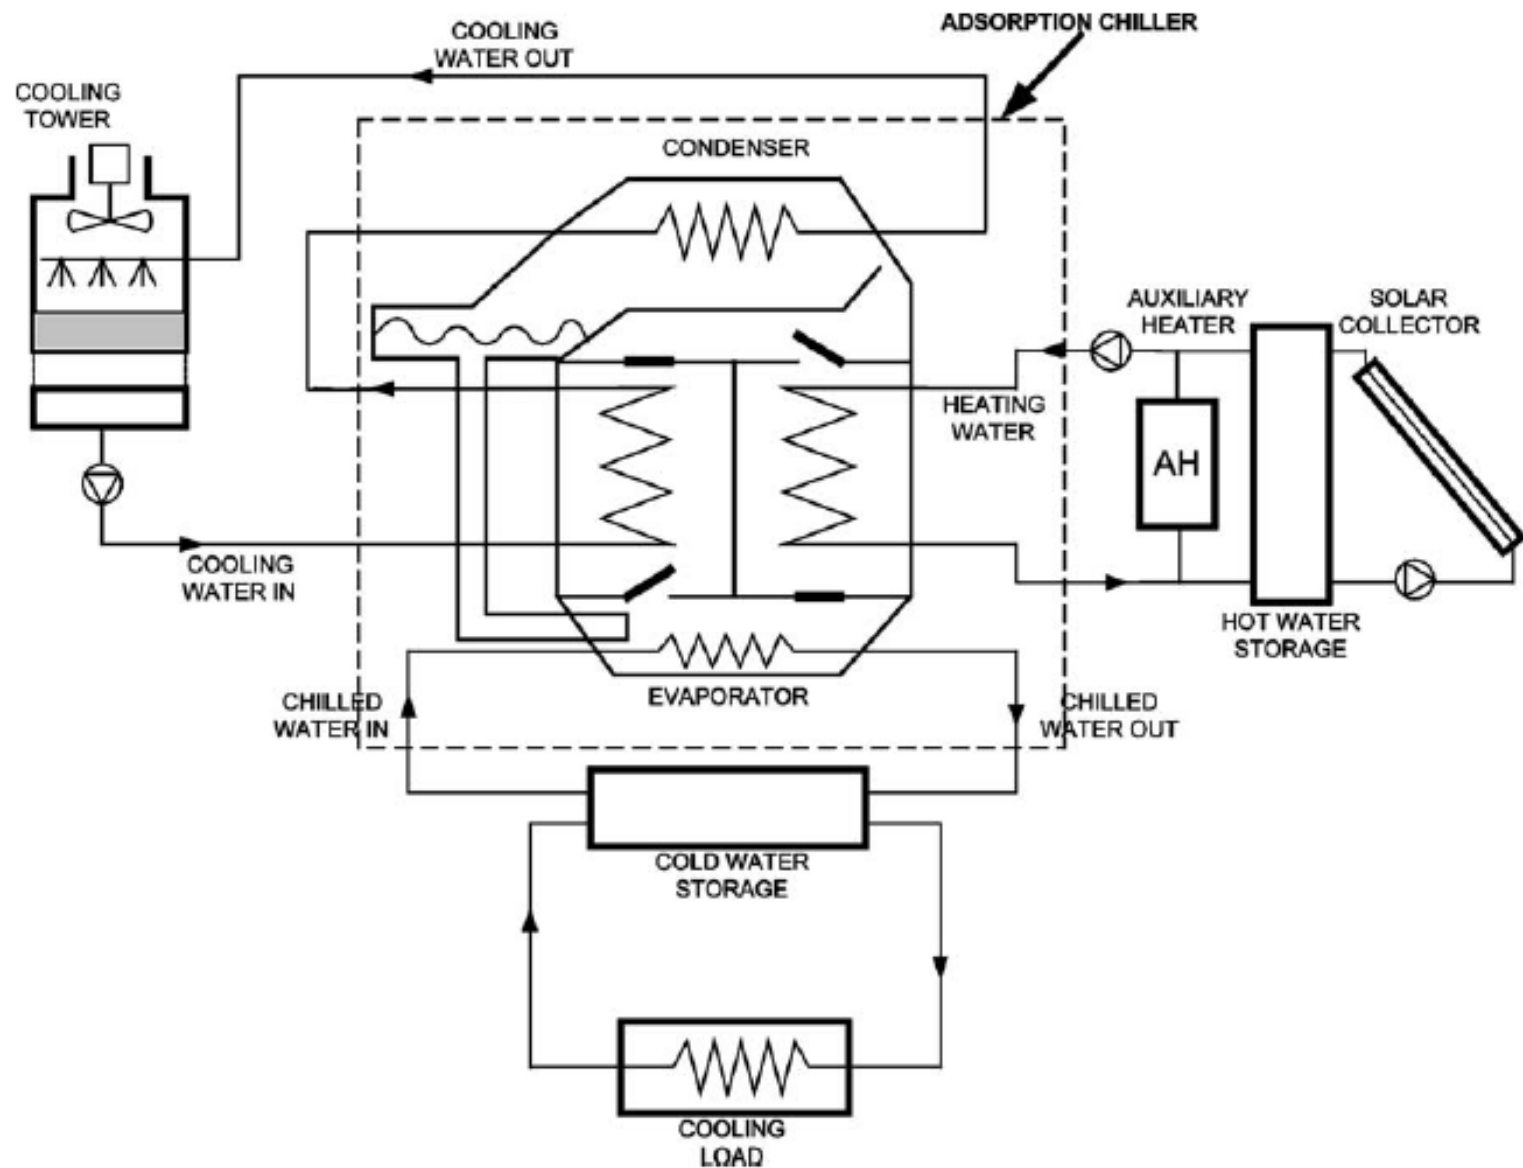 ADSORPTION CHILLER
COOLING
WATER OUT
COOLING
TOWER
CONDENSER
AUXILIARY
HEATER
SOLAR
COLLECTOR
HEATING
WATER
AH
COOLING
WATER IN
HOT WATER
STORAGE
EVAPORATOR
CHILLED
WATER IN
CHILLED
WATER OUT
COLD WATER
STORAGE
COOLING
LOAD